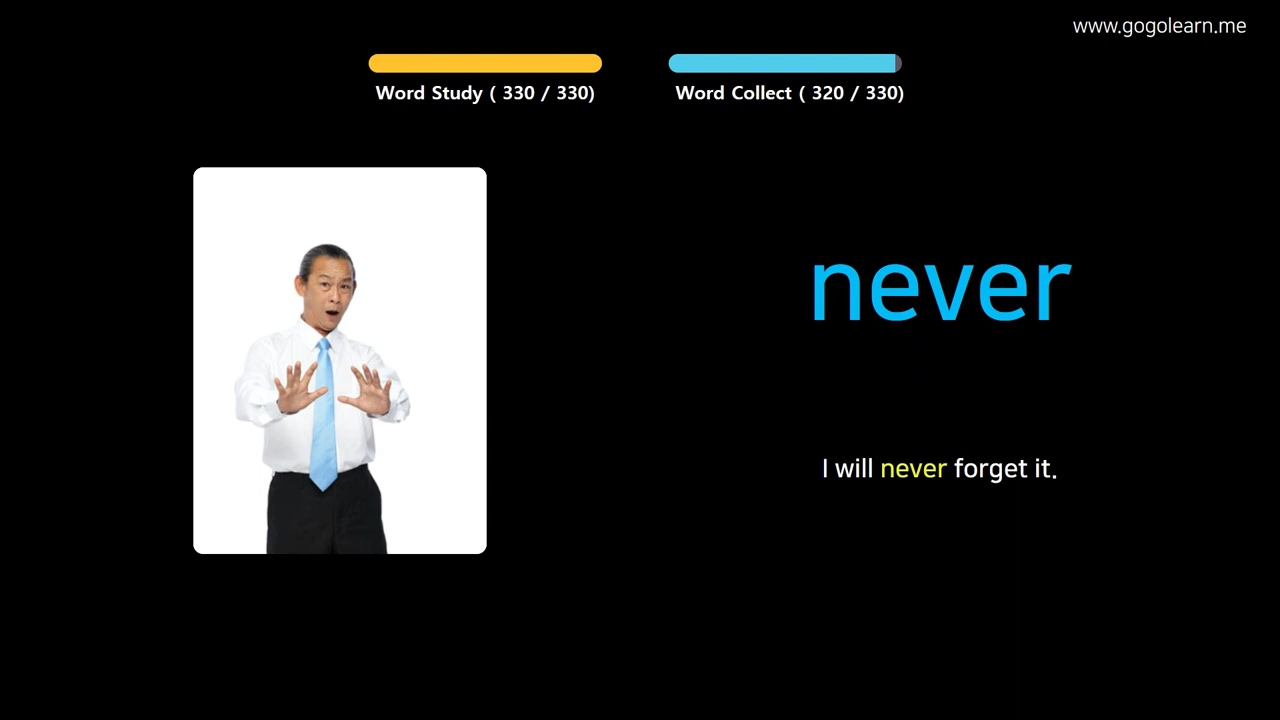 www.gogolearn.me
Word Study ( 330 / 330)
Word Collect ( 320 / 330)
never
I will never forget it.